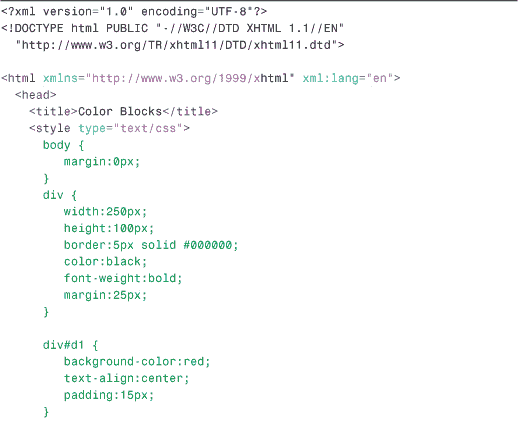 <?xml version="1.0" encoding="UTF-8"?>
<!DOCTYPE html PUBLIC "-//W3C//DTD XHTML 1.1//EN"
  "http://www.w3.org/TR/xhtml11/DTD/xhtml11.dtd">

<html xmlns="http://www.w3.org/1999/xhtml" xml:lang="en">
  <head>
    <title>Color Blocks</title>
    <style type="text/css">
      body {
         margin:0px;
      }
      div {
         width:250px;
         height:100px;
         border:5px solid #000000;
         color:black;
         font-weight:bold;
         margin:25px;
      }

      div#d1 {
         background-color:red;
         text-align:center;
         padding:15px;
      }